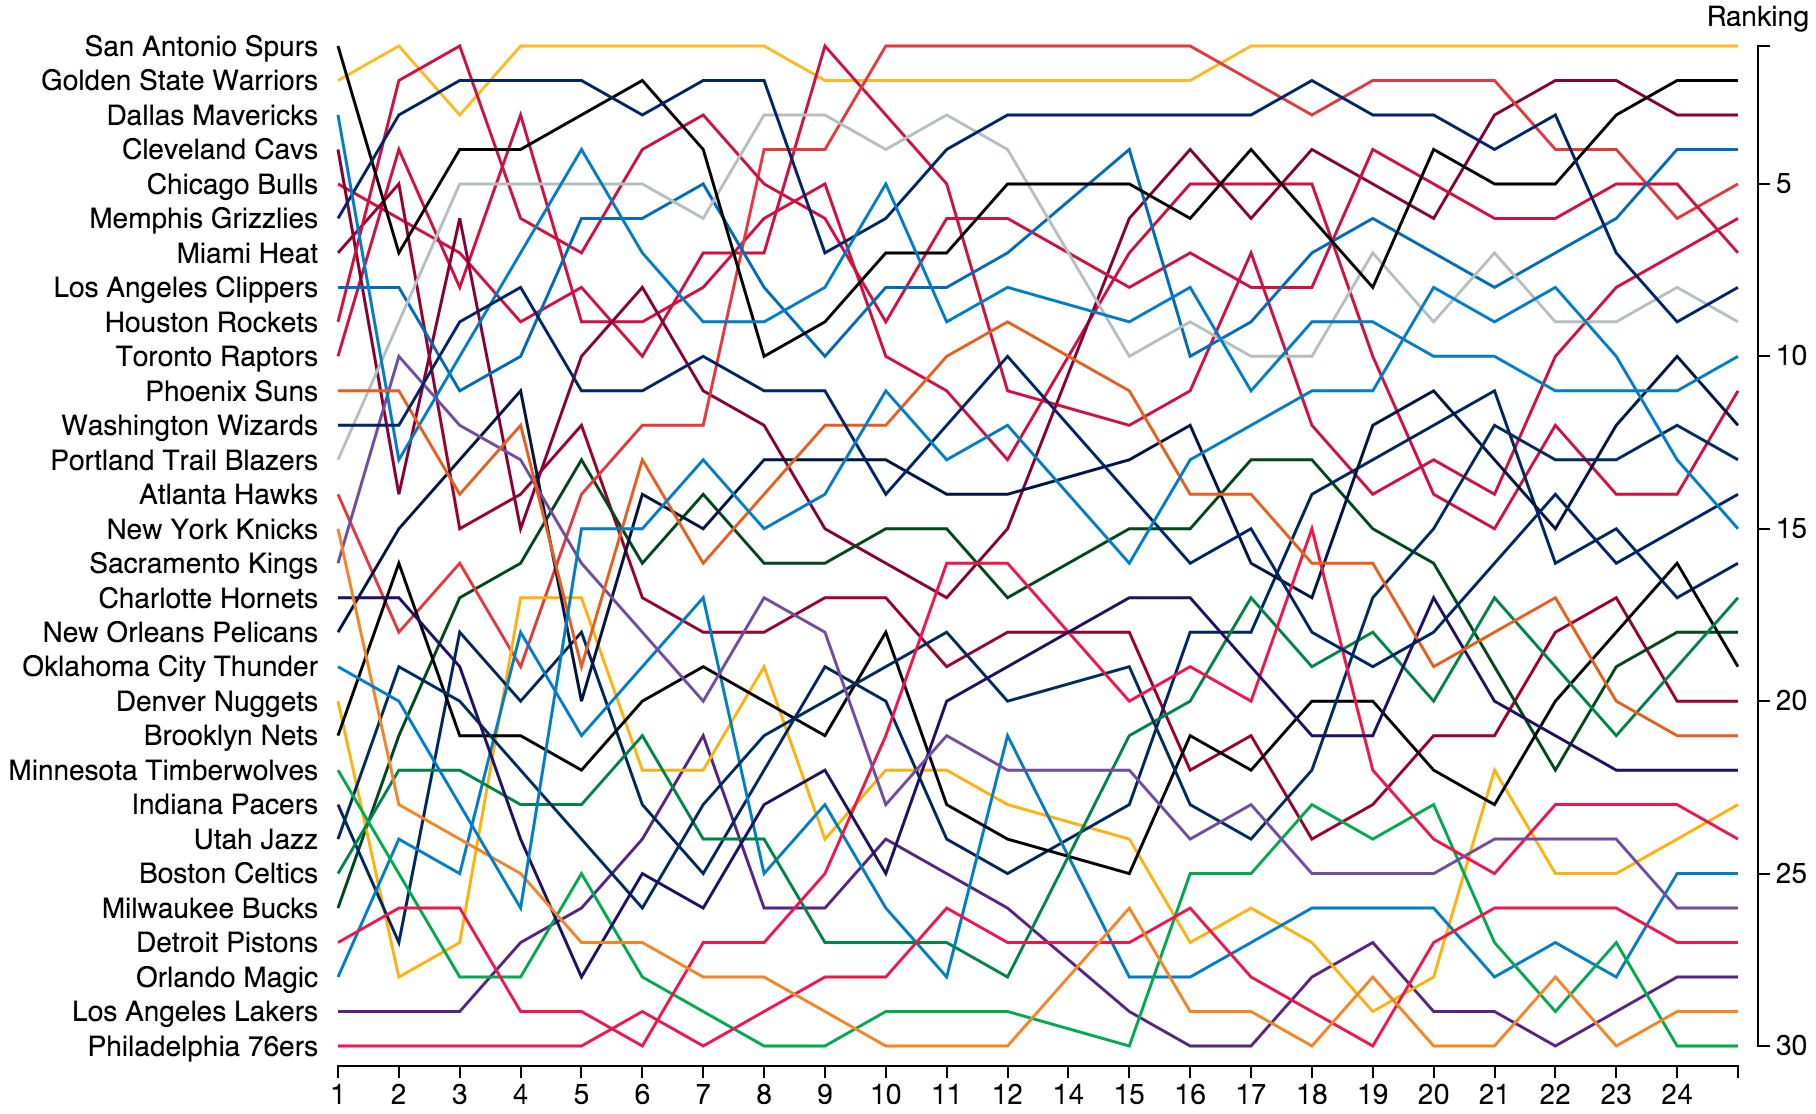 Ranking
San Antonio Spurs
Golden State Warriors
Dallas Mavericks
Cleveland Cavs
Chicago Bulls
5
Memphis Grizzlies
Miami Heat
Los Angeles Clippers
Houston Rockets
Toronto Raptors
10
Phoenix Suns
Washington Wizards
Portland Trail Blazers
Atlanta Hawks
New York Knicks
15
Sacramento Kings
Charlotte Hornets
New Orleans Pelicans
Oklahoma City Thunder
Denver Nuggets
20
Brooklyn Nets
Minnesota Timberwolves
Indiana Pacers
Utah Jazz
Boston Celtics
25
Milwaukee Bucks
Detroit Pistons
Orlando Magic
Los Angeles Lakers
Philadelphia 76ers
30
1 2 3 4 5 6 7 8 9 10 11 12 14 15 16 17 18 19 20 21 22 23 24